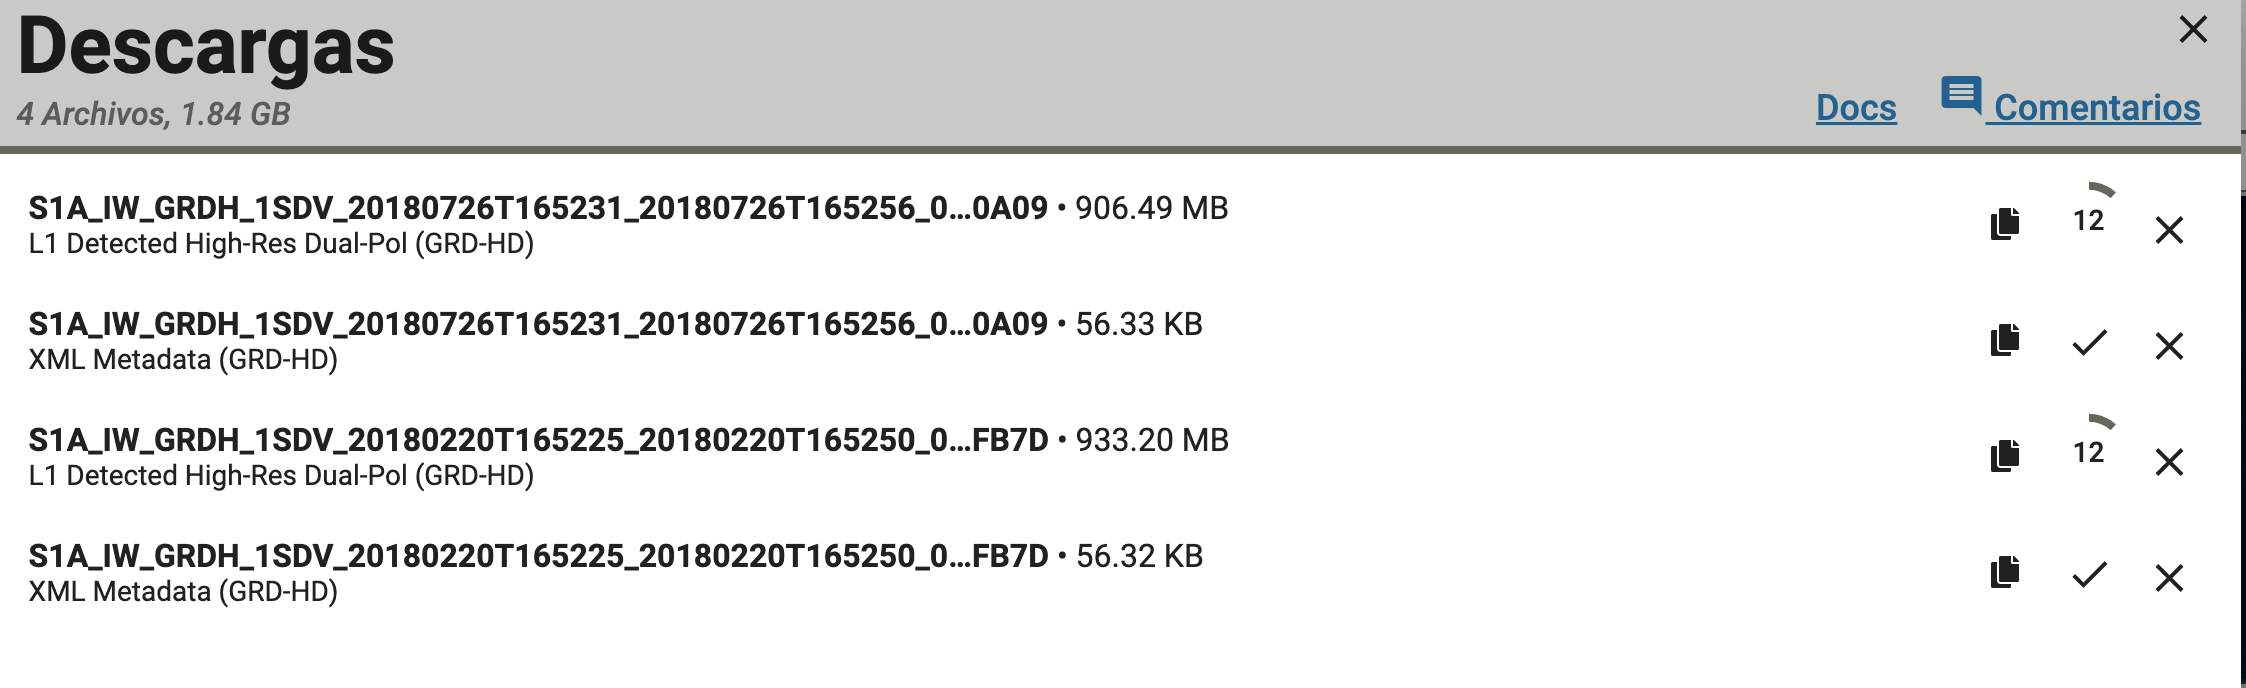 Descargas
4 Archivos, 1.84 GB
Docs Comentarios
S1A_IW_GRDH_1SDV_20180726T165231_20180726T165256_0...0A09 • 906.49 MB
L1 Detected High-Res Dual-Pol (GRD-HD)
12
S1A_IW_GRDH_1SDV_20180726T165231_20180726T165256_0...0A09 • 56.33 KB
XML Metadata (GRD-HD)
S1A_IW_GRDH_1SDV_20180220T165225_20180220T165250_0...FB7D • 933.20 MB
L1 Detected High-Res Dual-Pol (GRD-HD)
12
S1A_IW_GRDH_1SDV_20180220T165225_20180220T165250_0...FB7D • 56.32 KB
XML Metadata (GRD-HD)